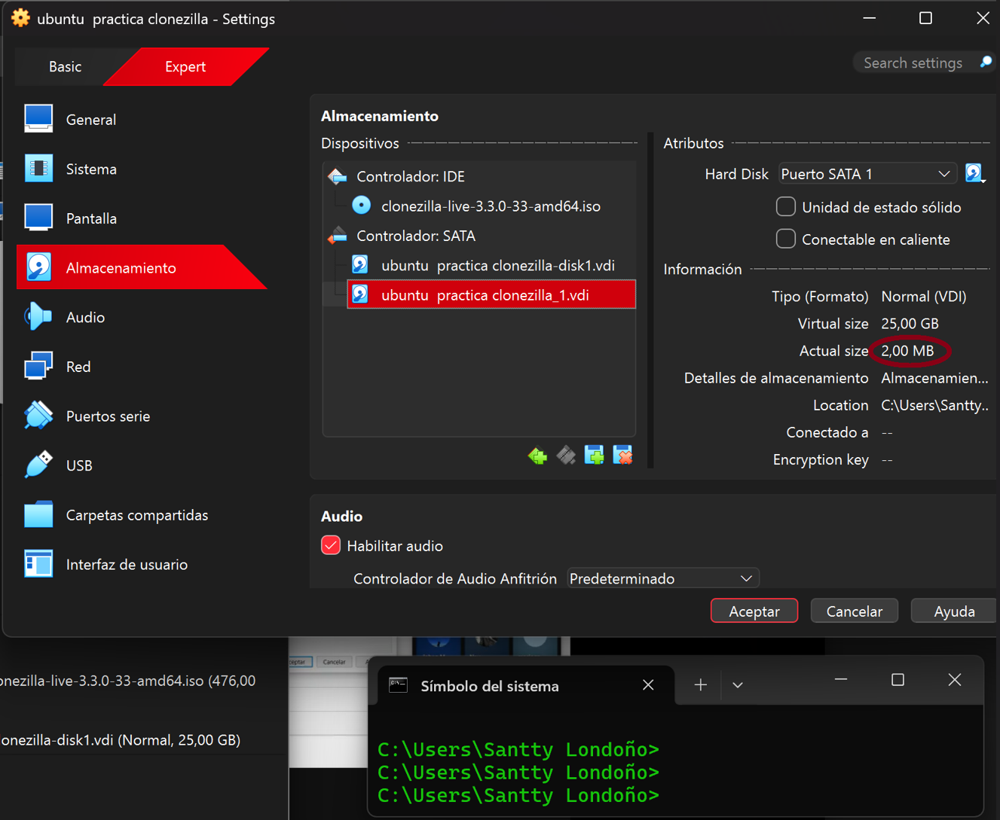 ubuntu  practica clonezilla - Settings
Basic
Expert
Search settings
General
Sistema
Pantalla
Almacenamiento
Audio
Red
Puertos serie
USB
Carpetas compartidas
Interfaz de usuario
Almacenamiento
Dispositivos
Controlador: IDE
clonezilla-live-3.3.0-33-amd64.iso
Controlador: SATA
ubuntu  practica clonezilla-disk1.vdi
ubuntu  practica clonezilla_1.vdi
Atributos
Hard Disk Puerto SATA 1
Unidad de estado sólido
Conectable en caliente
Información
Tipo (Formato) Normal (VDI)
Virtual size 25,00 GB
Actual size 2,00 MB
Detalles de almacenamiento Almacenamien...
Location C:\Users\Santty..
Conectado a --
Encryption key --
Audio
Habilitar audio
Controlador de Audio Anfitrión Predeterminado
Aceptar Cancelar Ayuda
onezilla-live-3.3.0-33-amd64.iso (476,00
lonezilla-disk1.vdi (Normal, 25,00 GB)
eptar Cancelar A
Símbolo del sistema
C:\Users\Santty Londoño>
C:\Users\Santty Londoño>
C:\Users\Santty Londoño>